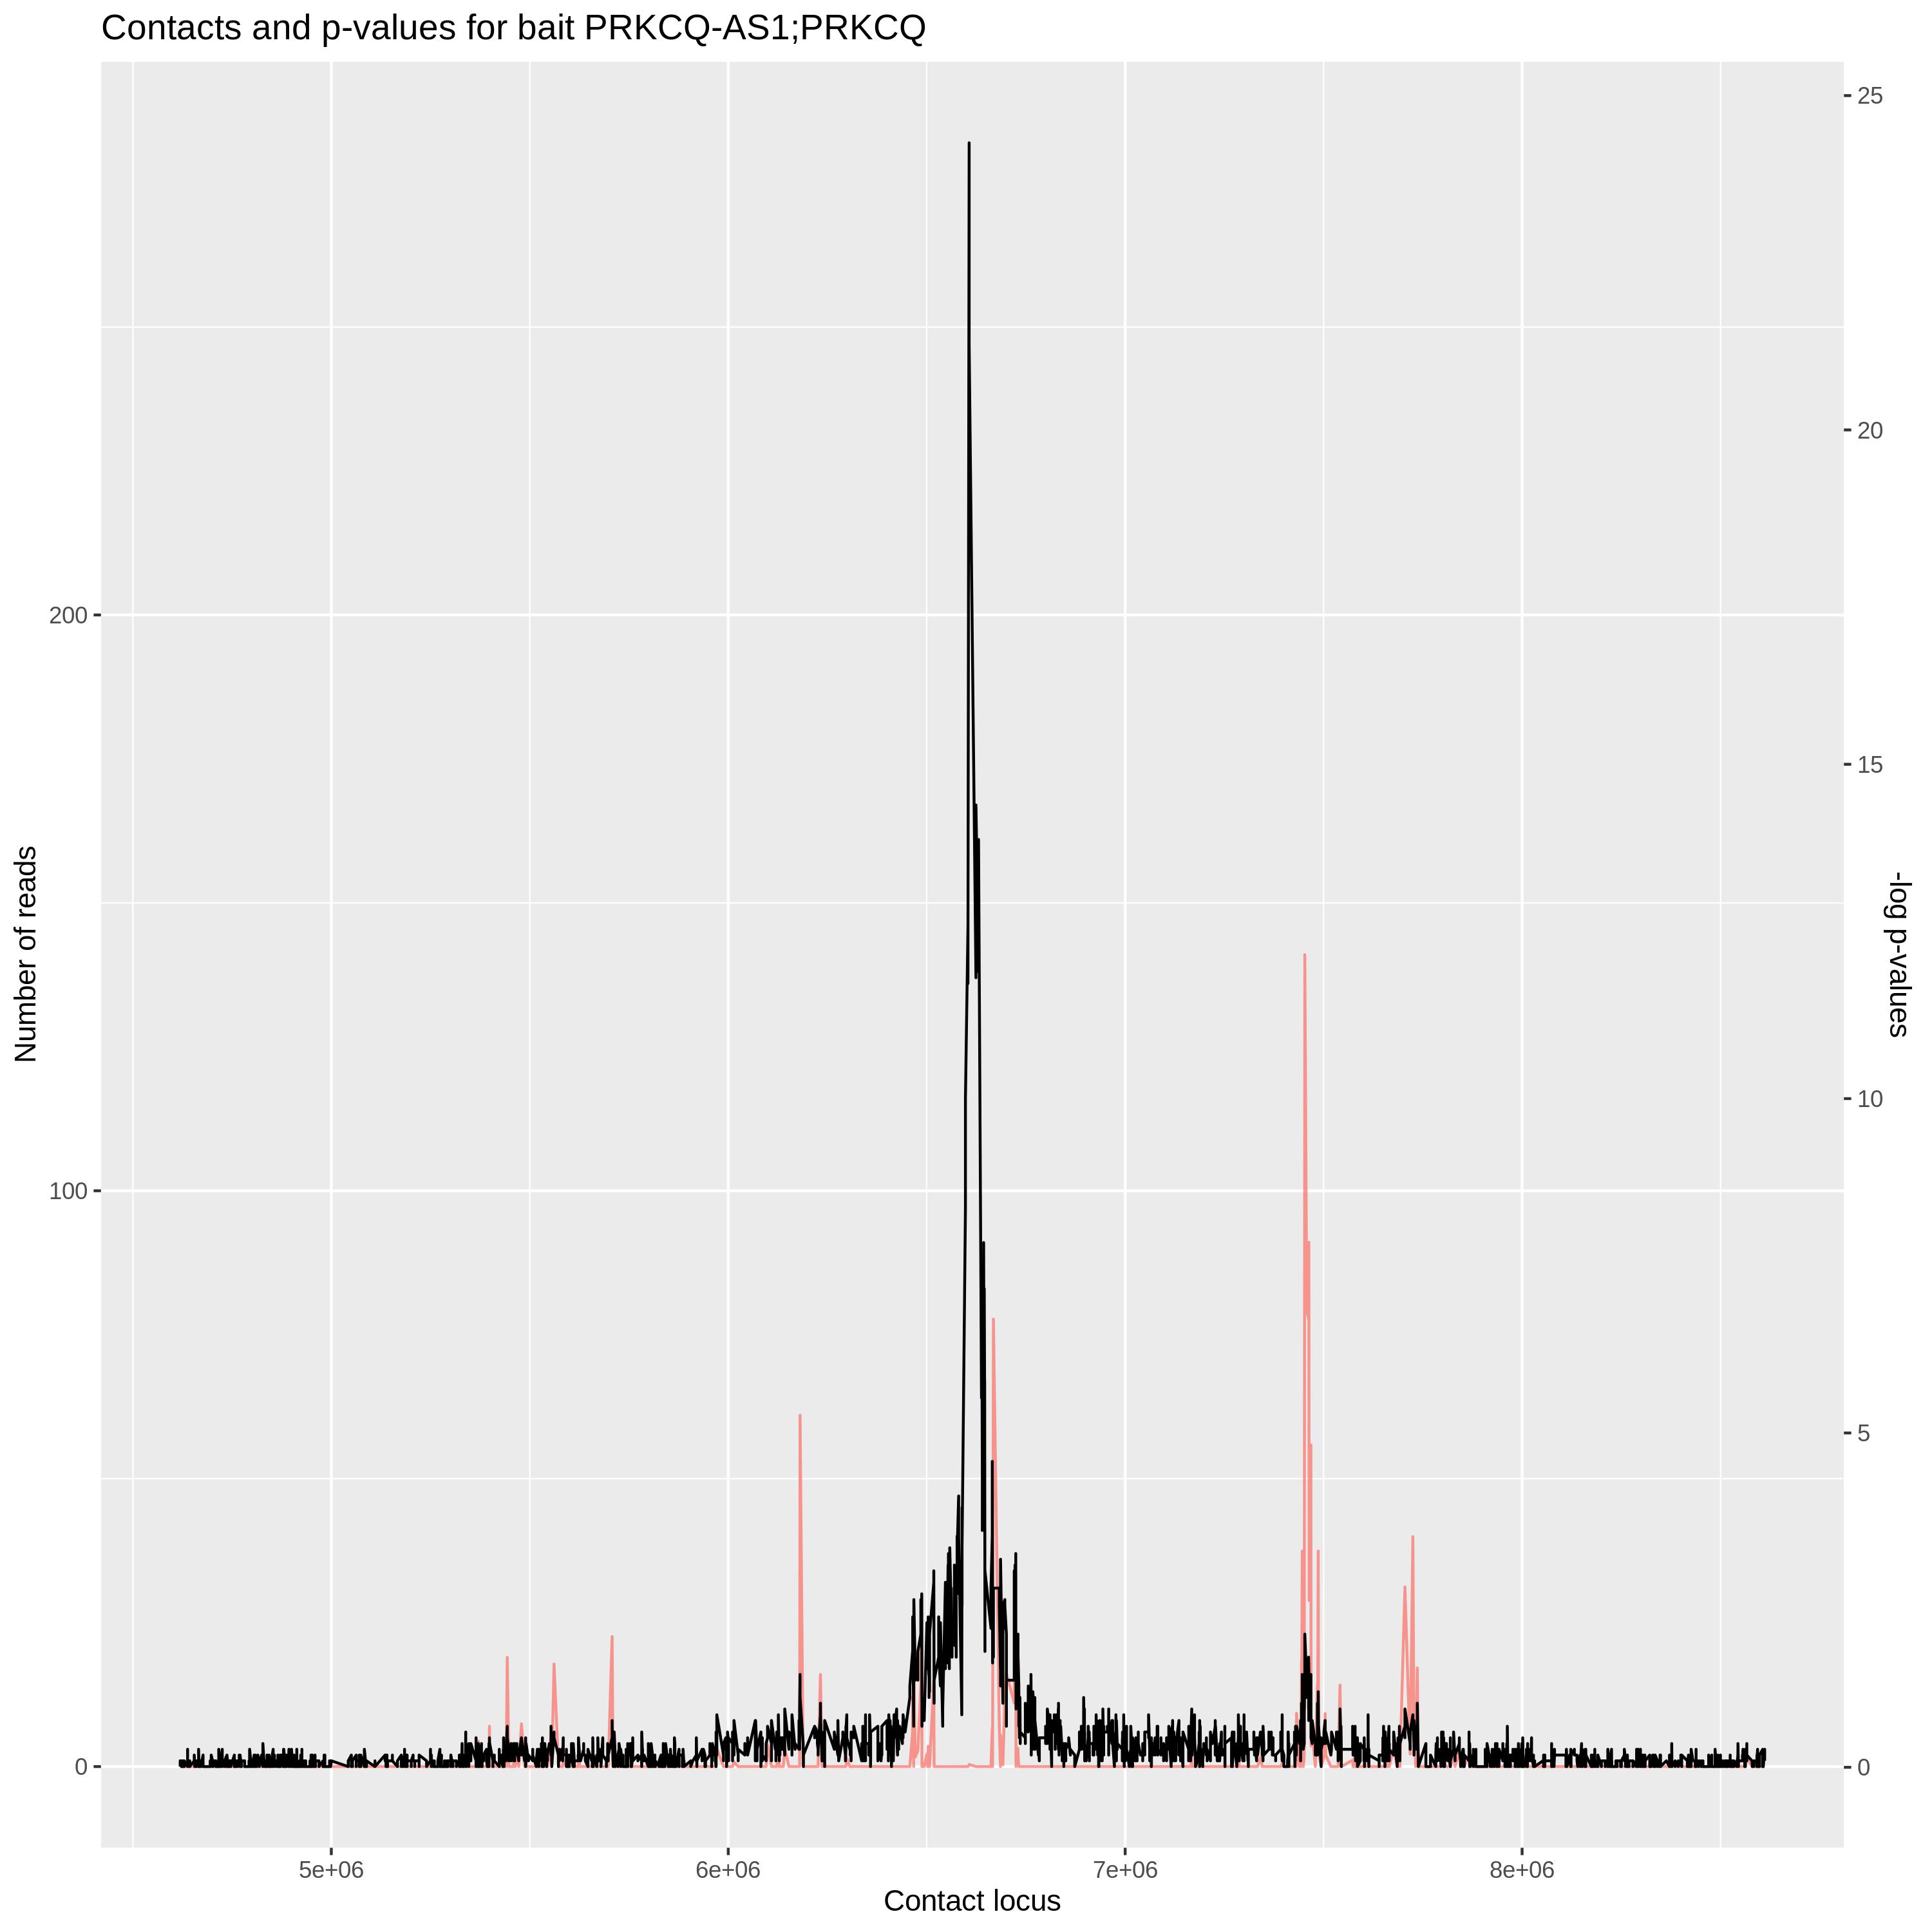 Contacts and p-values for bait PRKCQ-AS1;PRKCQ
25
20
15
10
5
0
200
100
0
Number of reads
-log p-values
5e+06
6e+06
7e+06
8e+06
Contact locus